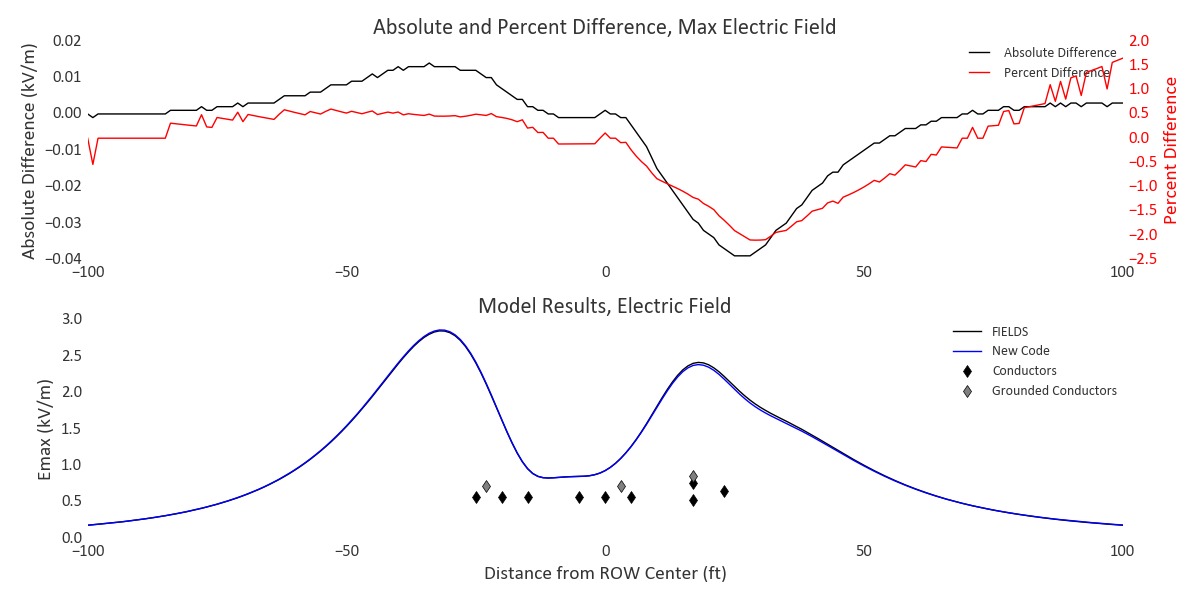 Absolute and Percent Difference, Max Electric Field
Absolute Difference (kV/m)
0.02
0.01
0.00
−0.01
−0.02
−0.03
−0.04
Absolute Difference
Percent Difference
2.0
1.5
1.0
0.5
0.0
−0.5
−1.0
−1.5
−2.0
−2.5
Percent Difference
−100 −50 0 50 100
Model Results, Electric Field
Emax (kV/m)
3.0
2.5
2.0
1.5
1.0
0.5
0.0
FIELDS
New Code
Conductors
Grounded Conductors
−100 −50 0 50 100
Distance from ROW Center (ft)